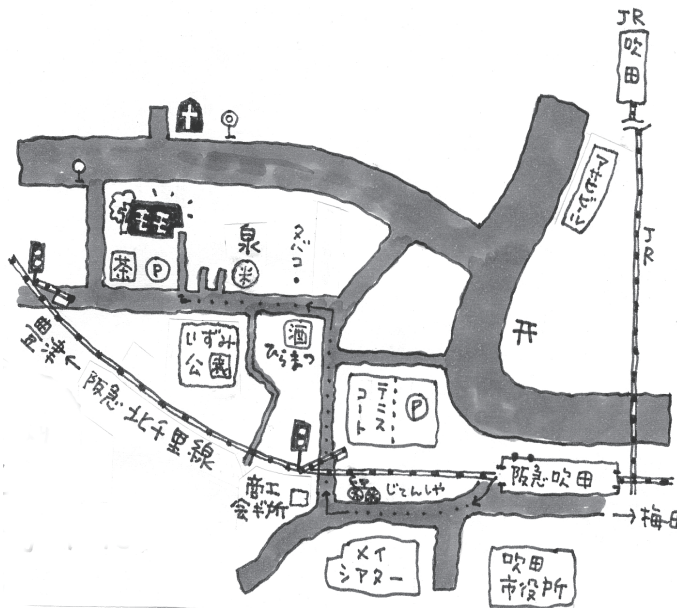 JR
吹田
アサヒビール
JR
泉
タバコ
茶
P
米
酒
ひらまつ
いずみ
公園
豊津←
阪急・北千里線
テニス
コート
P
商工
会ギ所
じてんしゃ
阪急吹田
→梅田
メイ
シアター
吹田
市役所